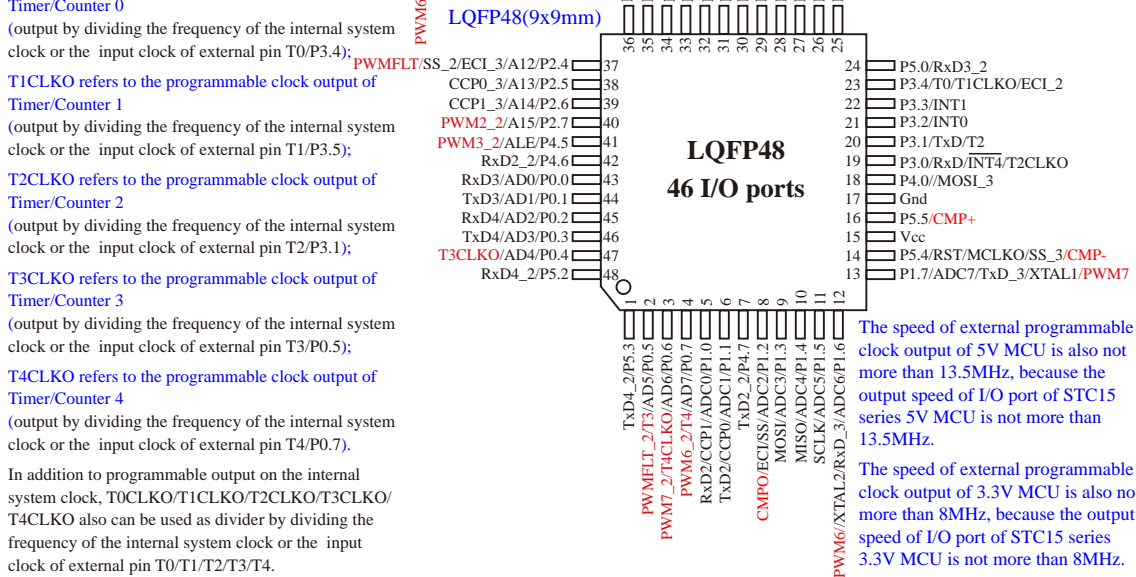 Timer/Counter 0
(output by dividing the frequency of the internal system
clock or the input clock of external pin T0/P3.4);
T1CLKO refers to the programmable clock output of
Timer/Counter 1
(output by dividing the frequency of the internal system
clock or the input clock of external pin T1/P3.5);
T2CLKO refers to the programmable clock output of
Timer/Counter 2
(output by dividing the frequency of the internal system
clock or the input clock of external pin T2/P3.1);
T3CLKO refers to the programmable clock output of
Timer/Counter 3
(output by dividing the frequency of the internal system
clock or the input clock of external pin T3/P0.5);
T4CLKO refers to the programmable clock output of
Timer/Counter 4
(output by dividing the frequency of the internal system
clock or the input clock of external pin T4/P0.7).
In addition to programmable output on the internal
system clock, T0CLKO/T1CLKO/T2CLKO/T3CLKO/
T4CLKO also can be used as divider by dividing the
frequency of the internal system clock or the input
clock of external pin T0/T1/T2/T3/T4.
PWM6
LQFP48(9x9mm)
36 35 34 33 32 31 30 29 28 27 26 25
PWMFLT/SS_2/ECI_3/A12/P2.4 37
CCP0_3/A13/P2.5 38
CCP1_3/A14/P2.6 39
PWM2_2/A15/P2.7 40
PWM3_2/ALE/P4.5 41
RxD2_2/P4.6 42
RxD3/AD0/P0.0 43
TxD3/AD1/P0.1 44
RxD4/AD2/P0.2 45
TxD4/AD3/P0.3 46
T3CLKO/AD4/P0.4 47
RxD4_2/P5.2 48
LQFP48
46 I/O ports
24 P5.0/RxD3_2
23 P3.4/T0/T1CLKO/ECI_2
22 P3.3/INT1
21 P3.2/INT0
20 P3.1/TxD/T2
19 P3.0/RxD/INT4/T2CLKO
18 P4.0//MOSI_3
17 Gnd
16 P5.5/CMP+
15 Vcc
14 P5.4/RST/MCLKO/SS_3/CMP-
13 P1.7/ADC7/TxD_3/XTAL1/PWM7
1 TxD4_2/P5.3
2 PWMFLT_2/T3/AD5/P0.5
3 PWM7_2/T4CLKO/AD6/P0.6
4 PWM6_2/T4/AD7/P0.7
5 RxD2/CCP1/ADC0/P1.0
6 TxD2/CCP0/ADC1/P1.1
7 TxD2_2/P4.7
8 CMPO/ECI/SS/ADC2/P1.2
9 MOSI/ADC3/P1.3
10 MISO/ADC4/P1.4
11 SCLK/ADC5/P1.5
12 PWM6/XTAL2/RxD_3/ADC6/P1.6
The speed of external programmable
clock output of 5V MCU is also not
more than 13.5MHz, because the
output speed of I/O port of STC15
series 5V MCU is not more than
13.5MHz.
The speed of external programmable
clock output of 3.3V MCU is also no
more than 8MHz, because the output
speed of I/O port of STC15 series
3.3V MCU is not more than 8MHz.